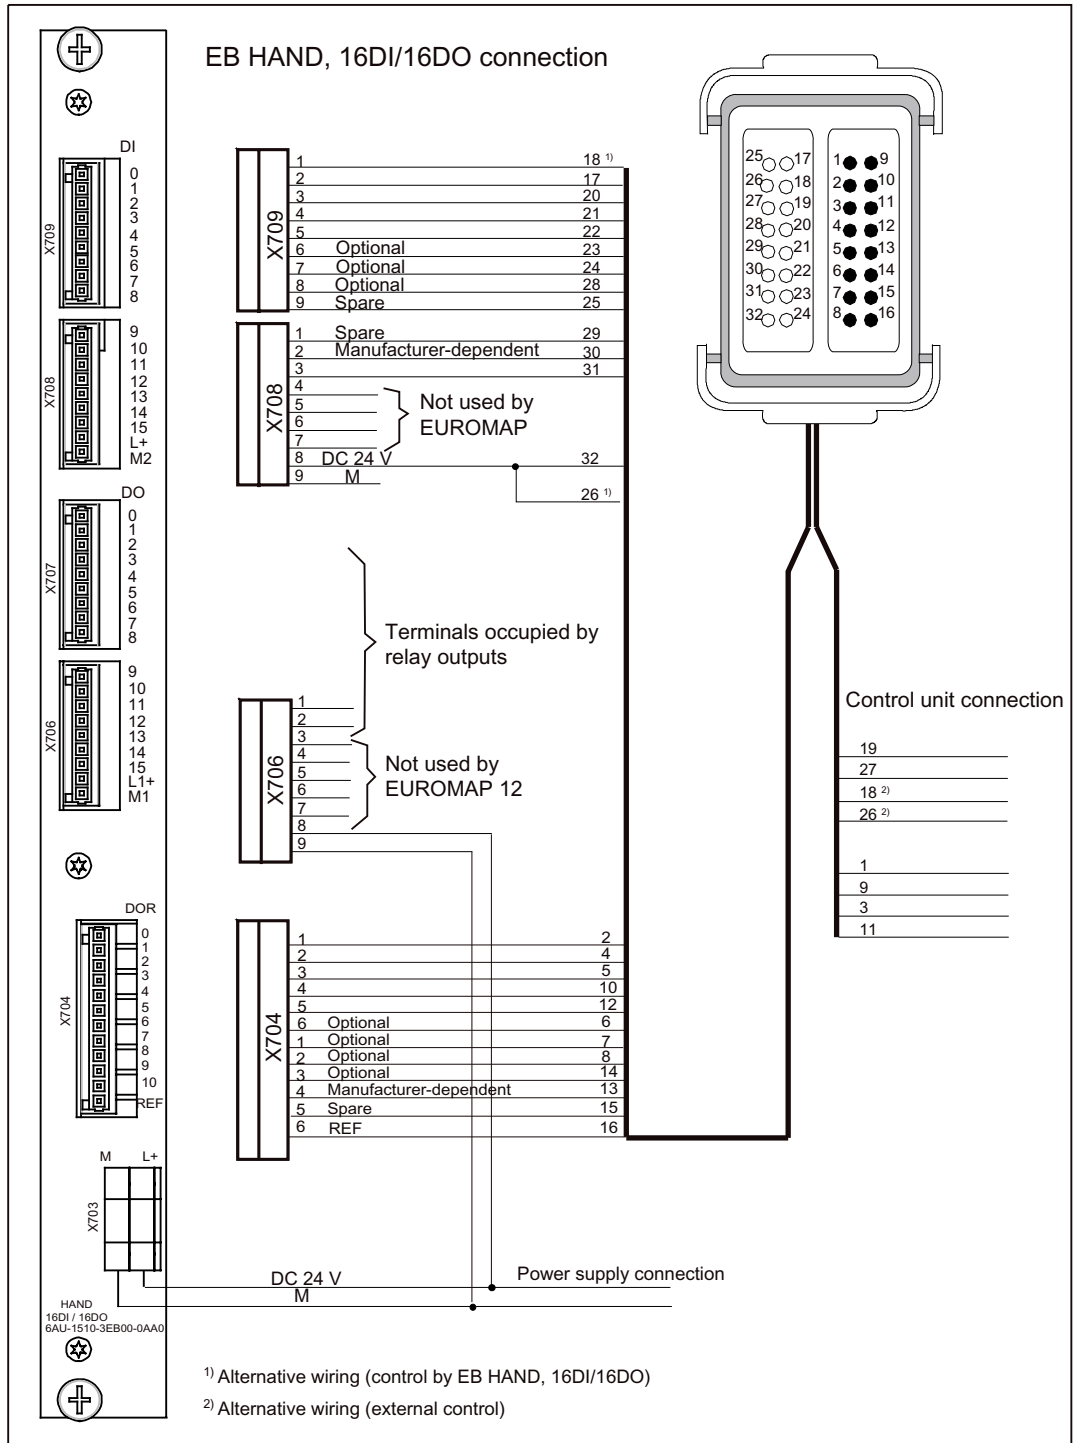 EB HAND, 16DI/16DO connection
DI
X709
0
1
2
3
4
5
6
7
8
X708
9
10
11
12
13
14
15
L+
M2
DO
X707
0
1
2
3
4
5
6
7
8
X706
9
10
11
12
13
14
15
L1+
M1
DOR
X704
0
1
2
3
4
5
6
7
8
9
10
REF
M L+
X703
HAND
16DI / 16DO
6AU-1510-3EB00-0AA0
X709
1 18 1)
2 17
3 20
4 21
5 22
6 Optional 23
7 Optional 24
8 Optional 28
9 Spare 25
X708
1 Spare 29
2 Manufacturer-dependent 30
3 31
4
5
6
7
Not used by
EUROMAP
8 DC 24 V 32
9 M
26 1)
Terminals occupied by
relay outputs
X706
1
2
3
4
5
6
7
8
9
Not used by
EUROMAP 12
X704
1 2
2 4
3 5
4 10
5 12
6 Optional 6
1 Optional 7
2 Optional 8
3 Optional 14
4 Manufacturer-dependent 13
5 Spare 15
6 REF 16
25 17 1 9
26 18 2 10
27 19 3 11
28 20 4 12
29 21 5 13
30 22 6 14
31 23 7 15
32 24 8 16
Control unit connection
19
27
18 2)
26 2)
1
9
3
11
DC 24 V
M
Power supply connection
1) Alternative wiring (control by EB HAND, 16DI/16DO)
2) Alternative wiring (external control)